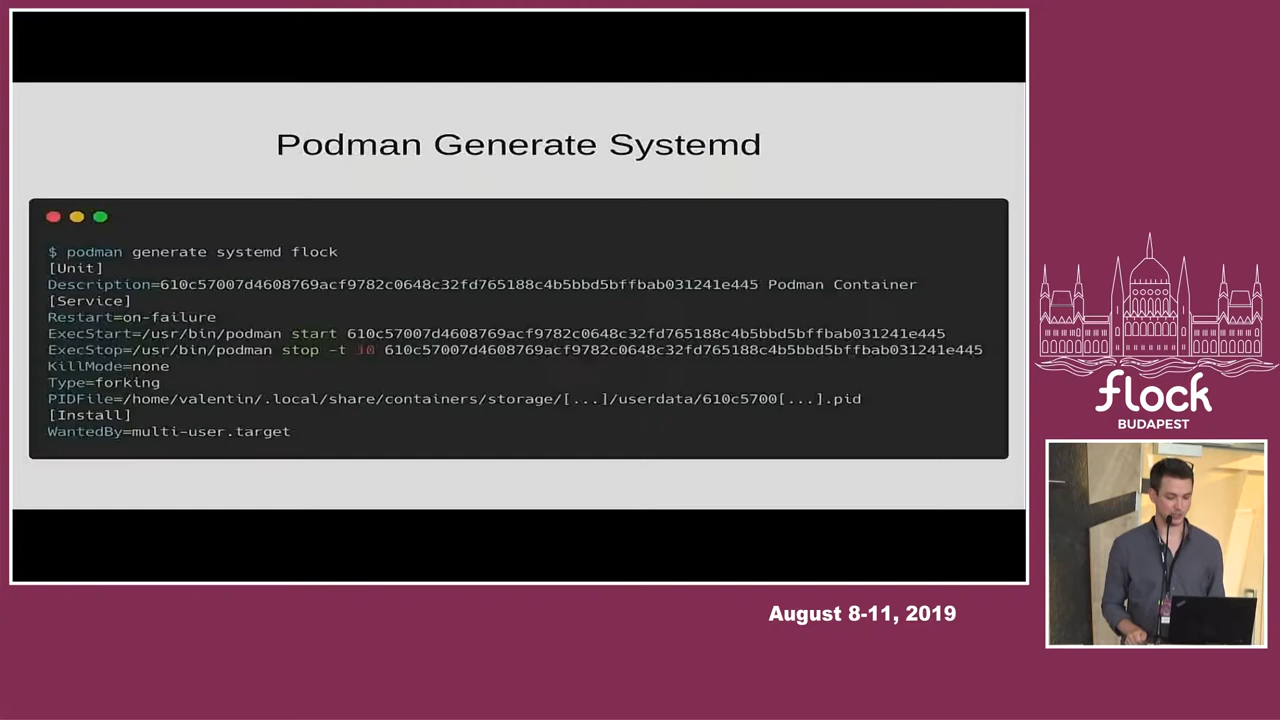 Podman Generate Systemd
$ podman generate systemd flock
[Unit]
Description=610c57007d4608769acf9782c0648c32fd765188c4b5bbd5bffbab031241e445 Podman Container
[Service]
Restart=on-failure
ExecStart=/usr/bin/podman start 610c57007d4608769acf9782c0648c32fd765188c4b5bbd5bffbab031241e445
ExecStop=/usr/bin/podman stop -t 10 610c57007d4608769acf9782c0648c32fd765188c4b5bbd5bffbab031241e445
KillMode=none
Type=forking
PIDFile=/home/valentin/.local/share/containers/storage/[...]/userdata/610c5700[...].pid
[Install]
WantedBy=multi-user.target
flock
BUDAPEST
August 8-11, 2019